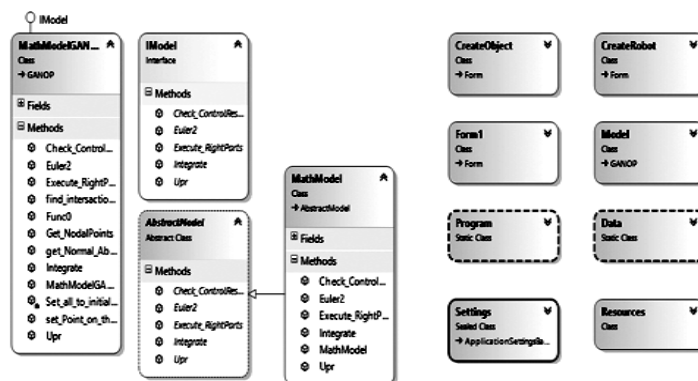 IModel
MathModelGAN...
Class
→ GANOP
Fields
Methods
Check_Control...
Euler2
Execute_RightP...
find_intersactio...
Func0
Get_NodalPoints
get_Normal_Ab...
Integrate
MathModelGA...
Set_all_to_initial...
set_Point_on_th...
Upr
IModel
Interface
Methods
Check_ControlRes...
Euler2
Execute_RightParts
Integrate
Upr
AbstractModel
Abstract Class
Methods
Check_ControlRes...
Euler2
Execute_RightParts
Integrate
Upr
MathModel
Class
→ AbstractModel
Fields
Methods
Check_Control...
Euler2
Execute_RightP...
Integrate
MathModel
Upr
CreateObject
Class
→ Form
CreateRobot
Class
→ Form
Form1
Class
→ Form
Model
Class
→ GANOP
Program
Static Class
Data
Static Class
Settings
Sealed Class
→ ApplicationSettingsBa...
Resources
Class